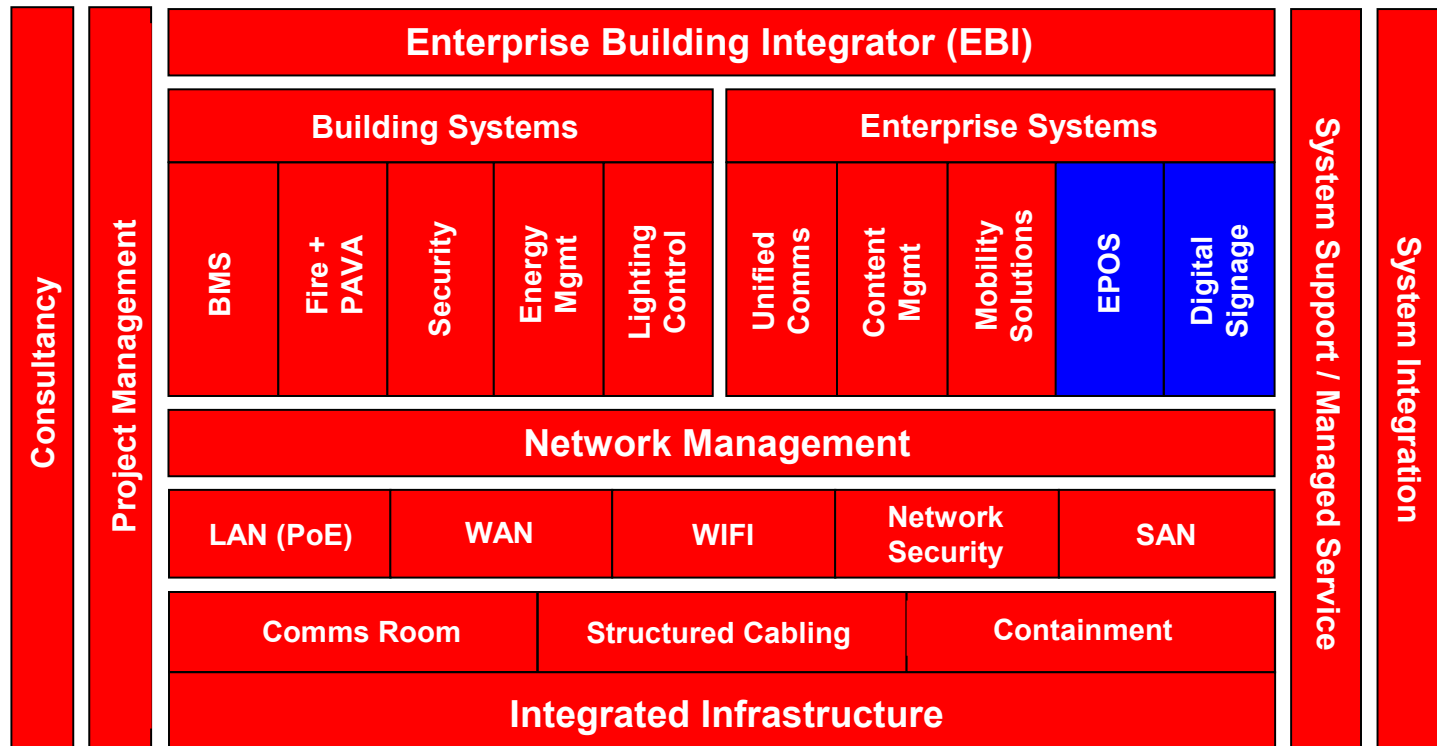 Consultancy
Project Management
Enterprise Building Integrator (EBI)
Building Systems
BMS
Fire +
PAVA
Security
Energy
Mgmt
Lighting
Control
Enterprise Systems
Unified
Comms
Content
Mgmt
Mobility
Solutions
EPOS
Digital
Signage
Network Management
LAN (PoE)
WAN
WIFI
Network
Security
SAN
Comms Room
Structured Cabling
Containment
Integrated Infrastructure
System Support / Managed Service
System Integration